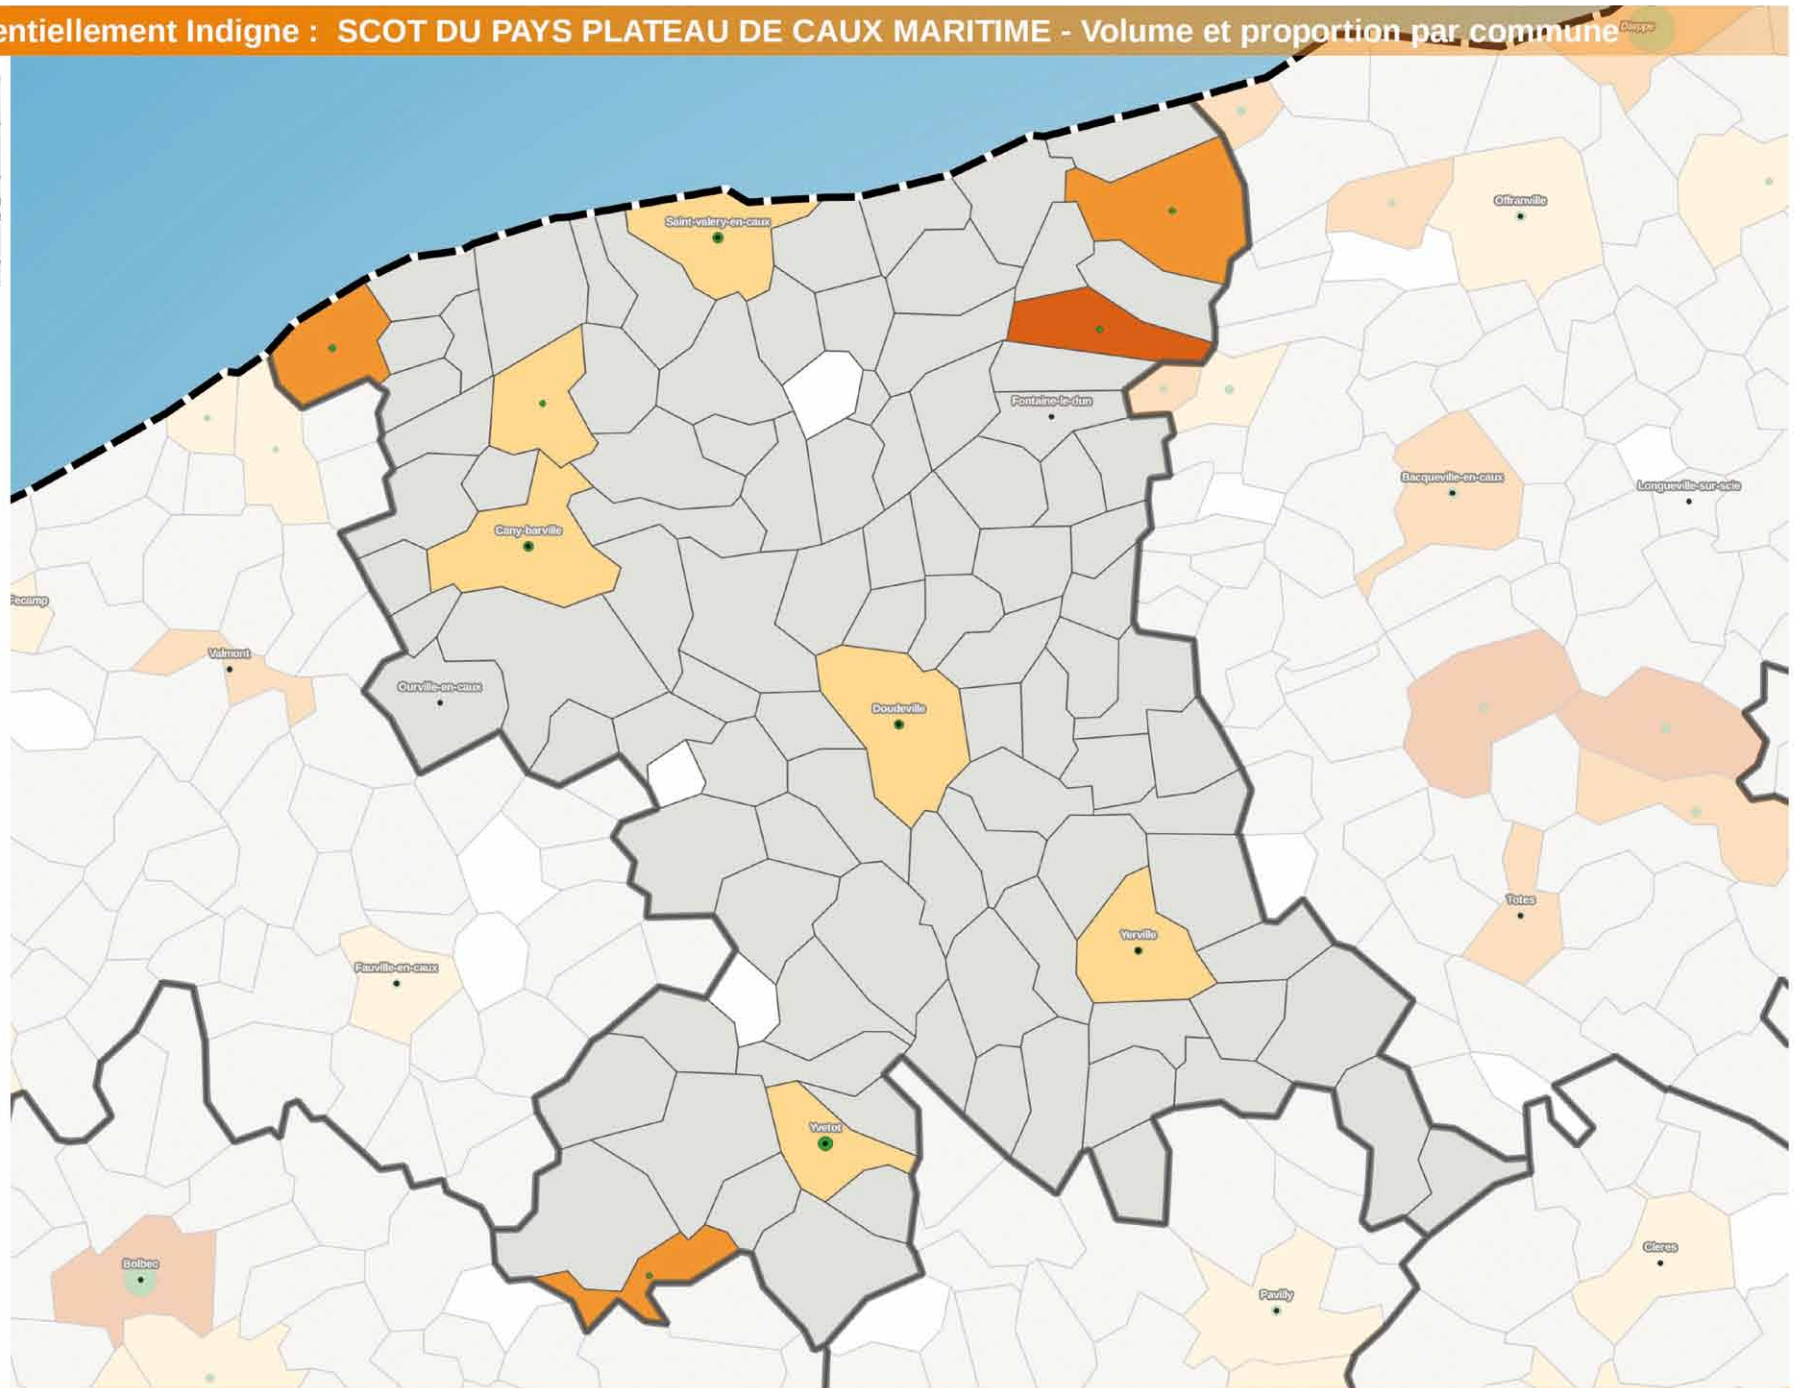 entiellement Indigne : SCOT DU PAYS PLATEAU DE CAUX MARITIME - Volume et proportion par commune
Dieppe
Saint-valery-en-caux
Offranville
Fontaine-le-dun
Bacqueville-en-caux
Longueville-sur-scie
Cany-barville
Fecamp
Valmont
Ourville-en-caux
Doudeville
Totes
Yerville
Fauville-en-caux
Yvetot
Cleres
Bolbec
Pavilly